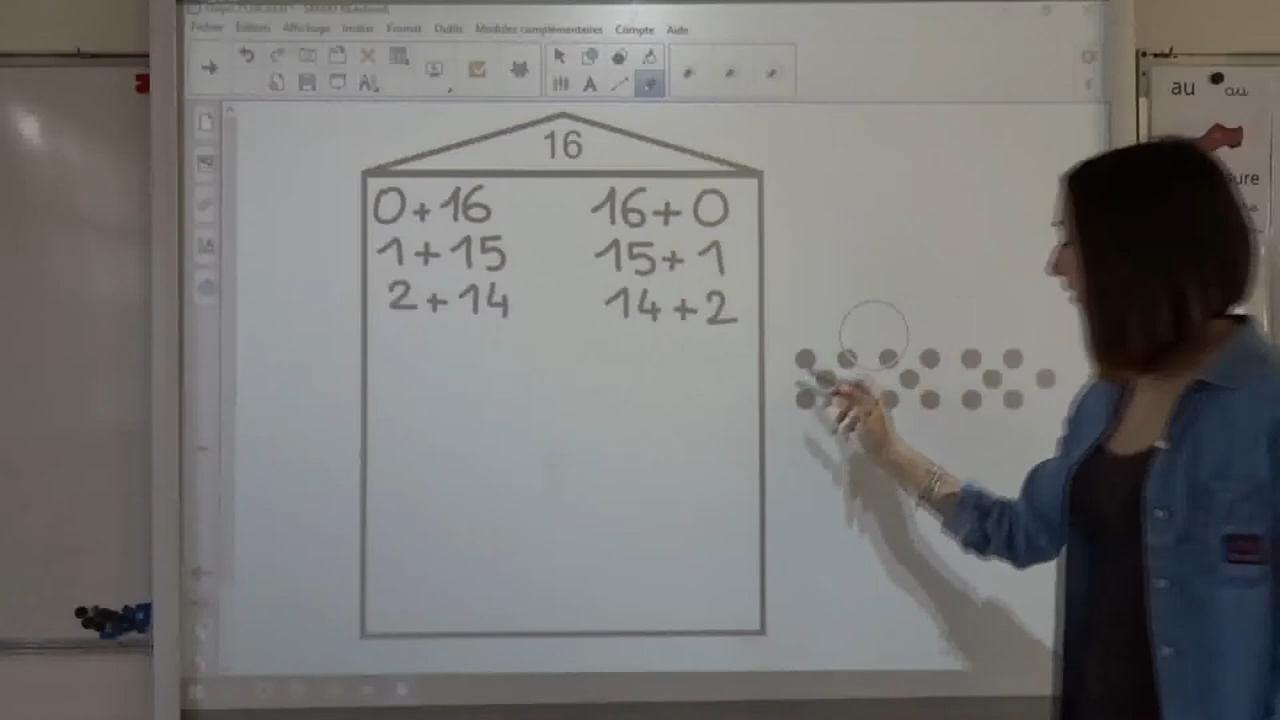 Fichier Édition Affichage Insérer Format Outils Modules complémentaires Compte Aide
16
0+16 16+0
1+15 15+1
2+14 14+2
au au